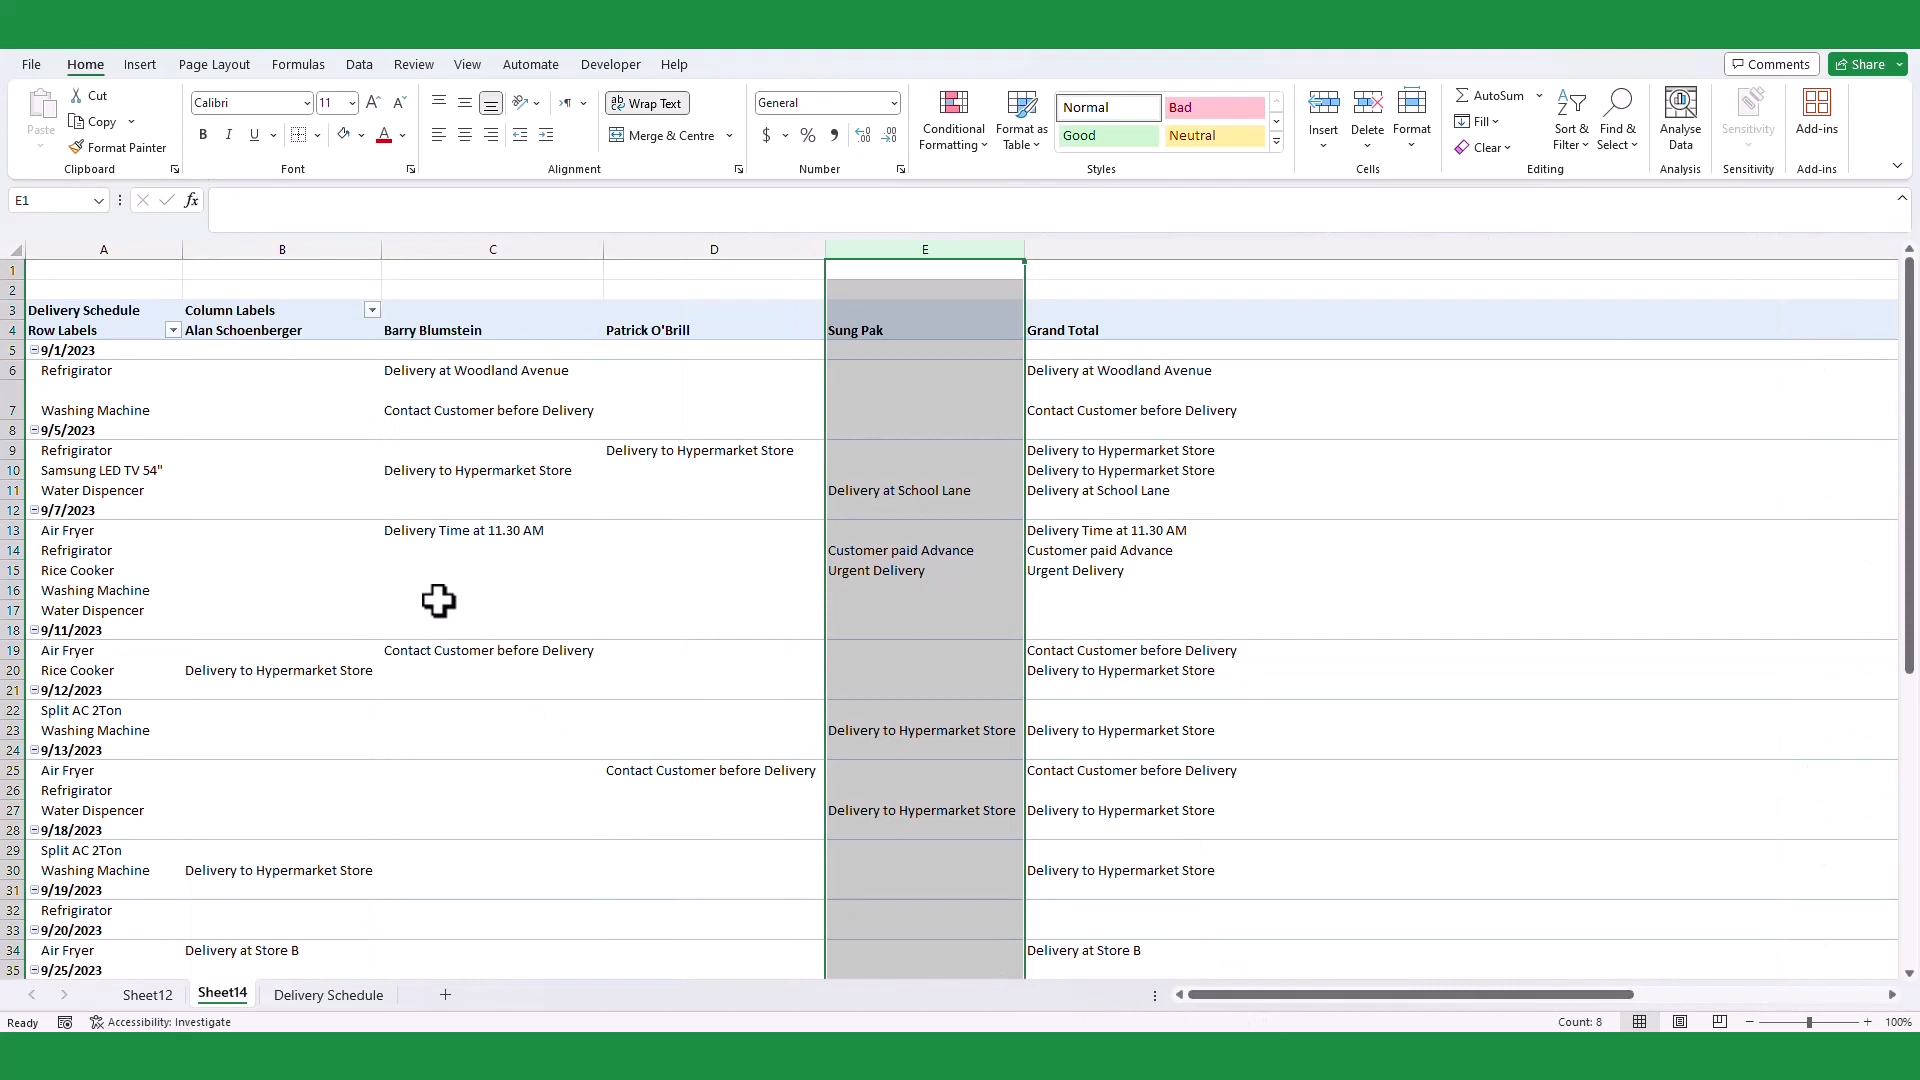 File Home Insert Page Layout Formulas Data Review View Automate Developer Help Comments Share
Cut
Copy
Format Painter
Paste
Clipboard
Calibri 11
B I U
Font
Wrap Text
Merge & Centre
Alignment
General
$ % ,
Number
Conditional Formatting
Format as Table
Normal Bad
Good Neutral
Styles
Insert Delete Format
Cells
AutoSum
Fill
Clear
Sort & Filter
Find & Select
Editing
Analyse Data
Analysis
Sensitivity
Sensitivity
Add-ins
Add-ins
E1 fx
A B C D E
1
2
3 Delivery Schedule Column Labels
4 Row Labels Alan Schoenberger Barry Blumstein Patrick O'Brill Sung Pak Grand Total
5 9/1/2023
6 Refrigirator Delivery at Woodland Avenue Delivery at Woodland Avenue
7 Washing Machine Contact Customer before Delivery Contact Customer before Delivery
8 9/5/2023
9 Refrigirator Delivery to Hypermarket Store Delivery to Hypermarket Store
10 Samsung LED TV 54" Delivery to Hypermarket Store Delivery to Hypermarket Store
11 Water Dispencer Delivery at School Lane Delivery at School Lane
12 9/7/2023
13 Air Fryer Delivery Time at 11.30 AM Delivery Time at 11.30 AM
14 Refrigirator Customer paid Advance Customer paid Advance
15 Rice Cooker Urgent Delivery Urgent Delivery
16 Washing Machine
17 Water Dispencer
18 9/11/2023
19 Air Fryer Contact Customer before Delivery Contact Customer before Delivery
20 Rice Cooker Delivery to Hypermarket Store Delivery to Hypermarket Store
21 9/12/2023
22 Split AC 2Ton
23 Washing Machine Delivery to Hypermarket Store Delivery to Hypermarket Store
24 9/13/2023
25 Air Fryer Contact Customer before Delivery Contact Customer before Delivery
26 Refrigirator
27 Water Dispencer Delivery to Hypermarket Store Delivery to Hypermarket Store
28 9/18/2023
29 Split AC 2Ton
30 Washing Machine Delivery to Hypermarket Store Delivery to Hypermarket Store
31 9/19/2023
32 Refrigirator
33 9/20/2023
34 Air Fryer Delivery at Store B Delivery at Store B
35 9/25/2023
Sheet12 Sheet14 Delivery Schedule
Ready Accessibility: Investigate Count: 8 100%